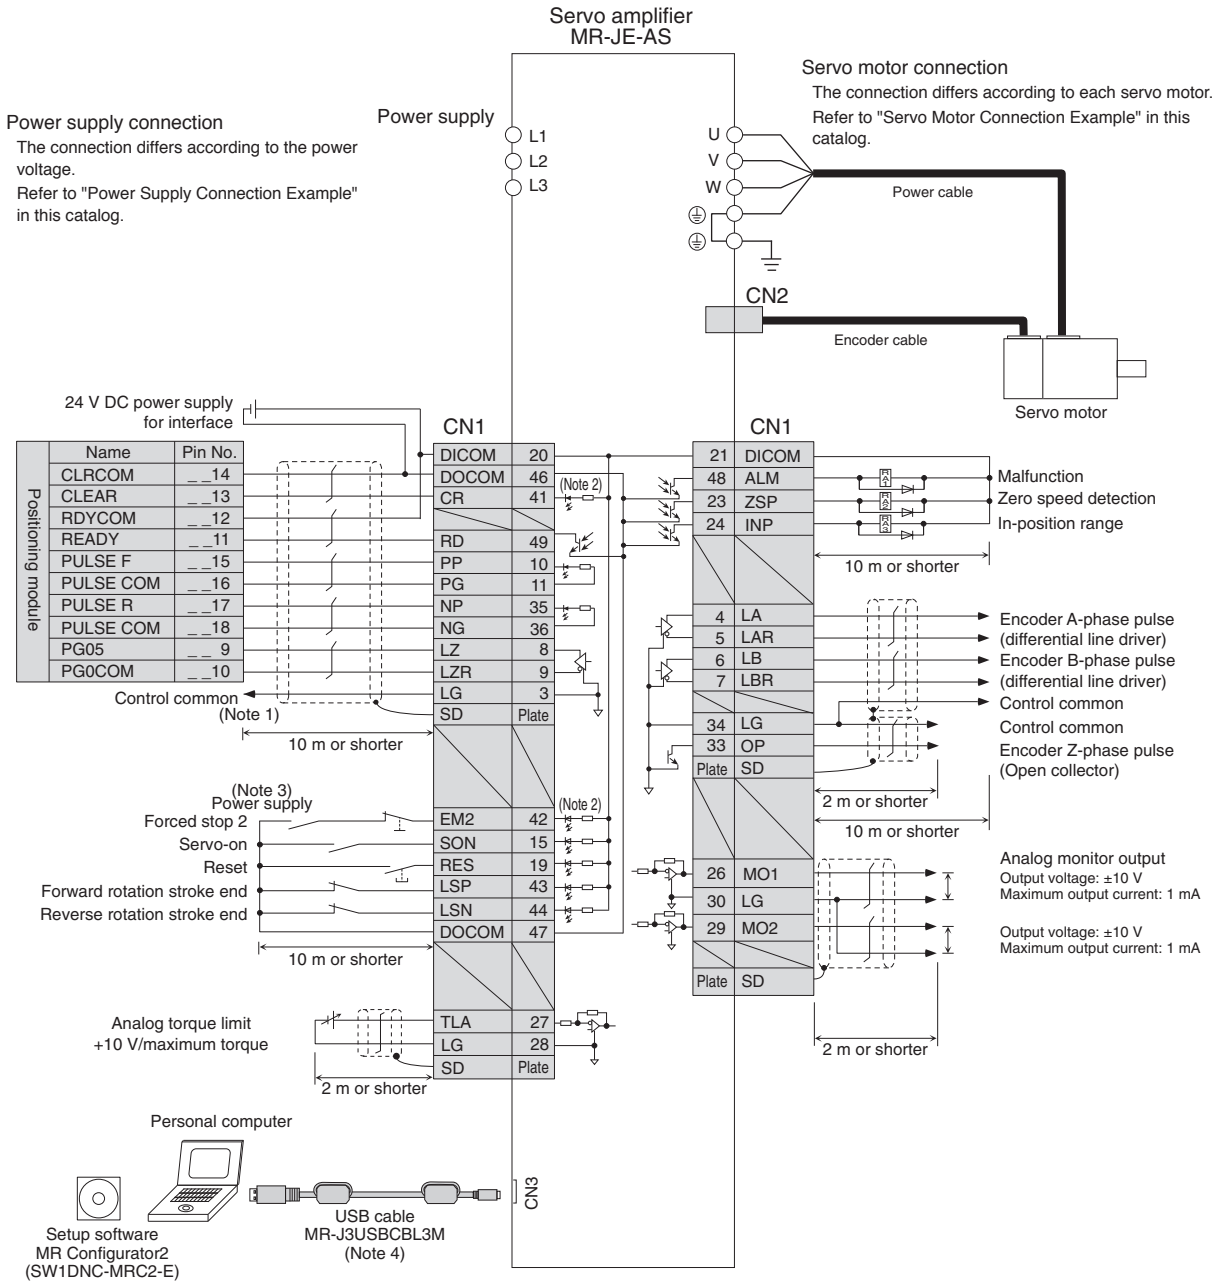 Servo amplifier
MR-JE-AS
Power supply connection
The connection differs according to the power
voltage.
Refer to "Power Supply Connection Example"
in this catalog.
Power supply
L1
L2
L3
U
V
W
Servo motor connection
The connection differs according to each servo motor.
Refer to "Servo Motor Connection Example" in this
catalog.
Power cable
CN2
Encoder cable
Servo motor
24 V DC power supply
for interface
Positioning module
Name Pin No.
CLRCOM _ _14
CLEAR _ _13
RDYCOM _ _12
READY _ _11
PULSE F _ _15
PULSE COM _ _16
PULSE R _ _17
PULSE COM _ _18
PG05 _ _ 9
PG0COM _ _10
Control common
(Note 1)
10 m or shorter
CN1
DICOM 20
DOCOM 46
CR 41
RD 49
PP 10
PG 11
NP 35
NG 36
LZ 8
LZR 9
LG 3
SD Plate
(Note 2)
(Note 3)
Power supply
Forced stop 2
Servo-on
Reset
Forward rotation stroke end
Reverse rotation stroke end
10 m or shorter
EM2 42
SON 15
RES 19
LSP 43
LSN 44
DOCOM 47
(Note 2)
Analog torque limit
+10 V/maximum torque
2 m or shorter
TLA 27
LG 28
SD Plate
CN1
21 DICOM
48 ALM
23 ZSP
24 INP
RA1
RA2
RA3
Malfunction
Zero speed detection
In-position range
10 m or shorter
4 LA
5 LAR
6 LB
7 LBR
34 LG
33 OP
Plate SD
Encoder A-phase pulse
(differential line driver)
Encoder B-phase pulse
(differential line driver)
Control common
Control common
Encoder Z-phase pulse
(Open collector)
2 m or shorter
10 m or shorter
26 MO1
30 LG
29 MO2
Plate SD
Analog monitor output
Output voltage: ±10 V
Maximum output current: 1 mA
Output voltage: ±10 V
Maximum output current: 1 mA
2 m or shorter
Personal computer
CN3
USB cable
MR-J3USBCBL3M
(Note 4)
Setup software
MR Configurator2
(SW1DNC-MRC2-E)